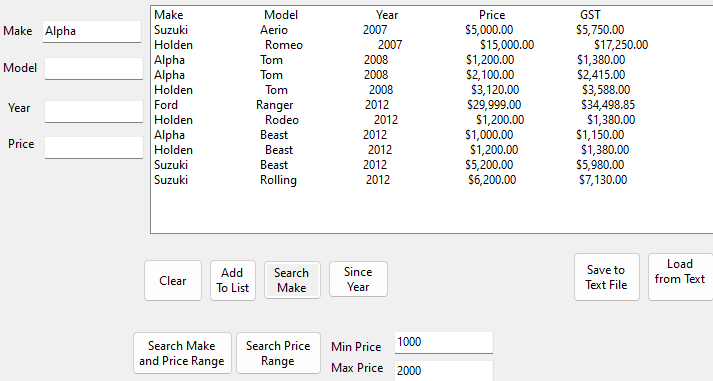 Make Alpha
Model
Year
Price
Make Model Year Price GST
Suzuki Aerio 2007 $5,000.00 $5,750.00
Holden Romeo 2007 $15,000.00 $17,250.00
Alpha Tom 2008 $1,200.00 $1,380.00
Alpha Tom 2008 $2,100.00 $2,415.00
Holden Tom 2008 $3,120.00 $3,588.00
Ford Ranger 2012 $29,999.00 $34,498.85
Holden Rodeo 2012 $1,200.00 $1,380.00
Alpha Beast 2012 $1,000.00 $1,150.00
Holden Beast 2012 $1,200.00 $1,380.00
Suzuki Beast 2012 $5,200.00 $5,980.00
Suzuki Rolling 2012 $6,200.00 $7,130.00
Clear
Add
To List
Search
Make
Since
Year
Save to
Text File
Load
from Text
Search Make
and Price Range
Search Price
Range
Min Price 1000
Max Price 2000